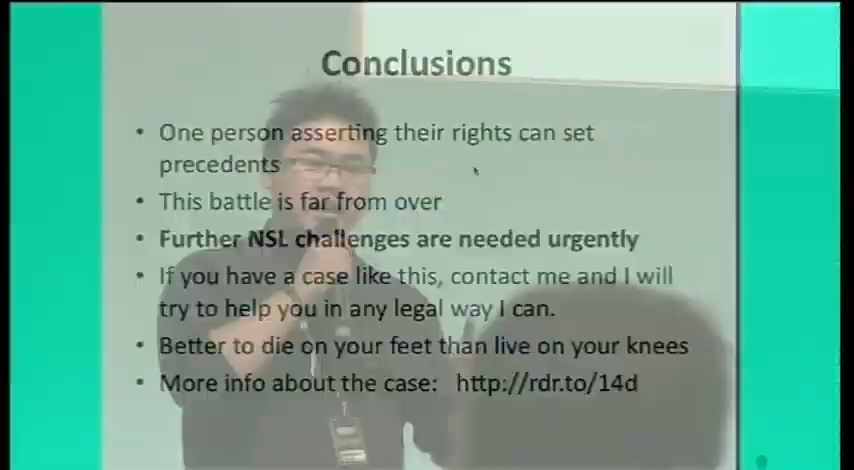 Conclusions
• One person asserting their rights can set
precedents
• This battle is far from over
• Further NSL challenges are needed urgently
• If you have a case like this, contact me and I will
try to help you in any legal way I can.
• Better to die on your feet than live on your knees
• More info about the case: http://rdr.to/14d